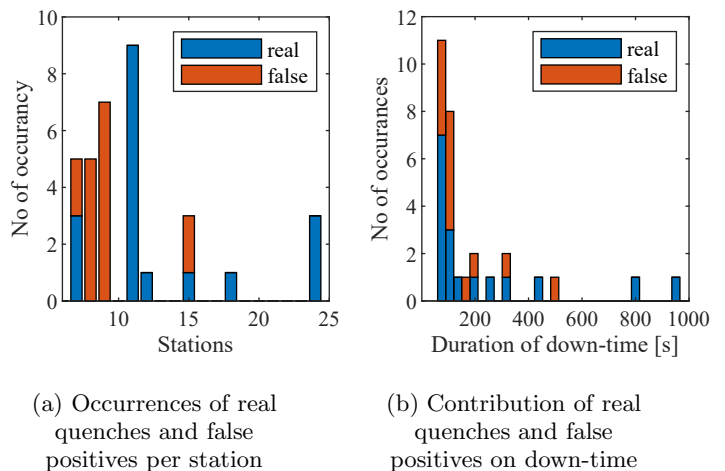 10
8
6
4
2
0
No of occurancy
real
false
10
15
20
25
Stations
12
10
8
6
4
2
0
No of occurances
real
false
200
400
600
800
1000
Duration of down-time [s]
(a) Occurrences of real
quenches and false
positives per station
(b) Contribution of real
quenches and false
positives on down-time